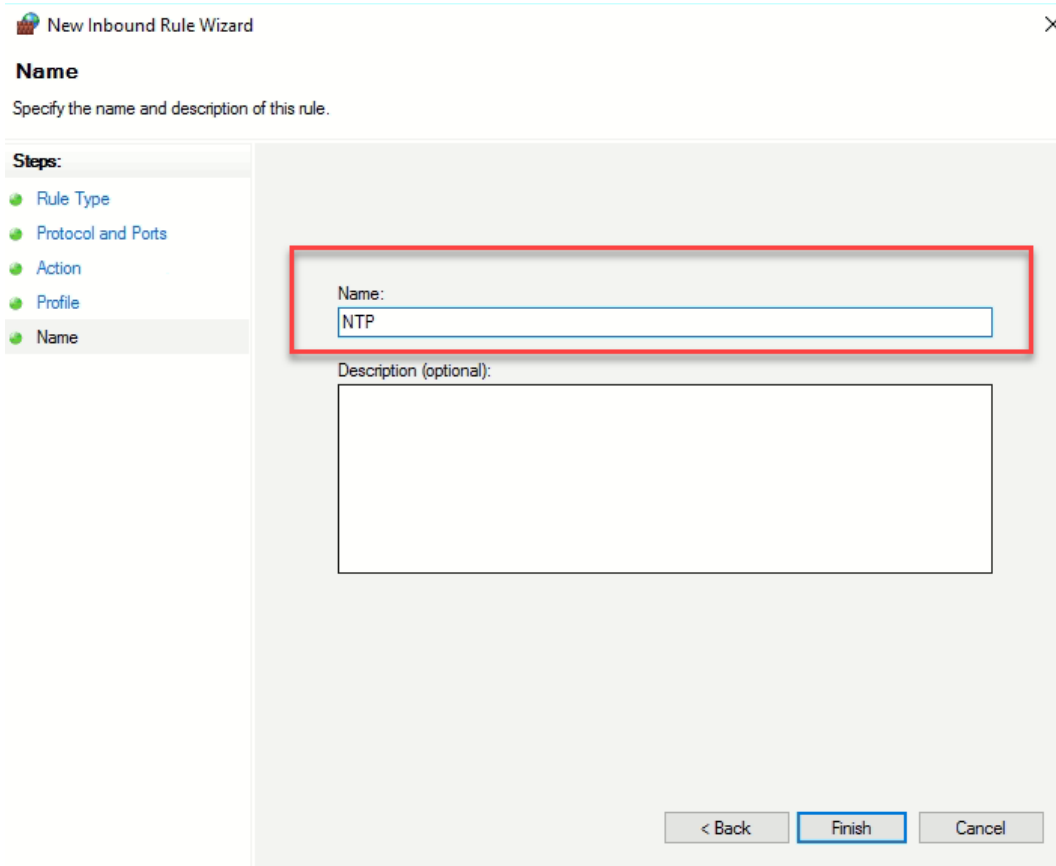 New Inbound Rule Wizard
Name
Specify the name and description of this rule.
Steps:
Rule Type
Protocol and Ports
Action
Profile
Name
Name:
NTP
Description (optional):
< Back
Finish
Cancel